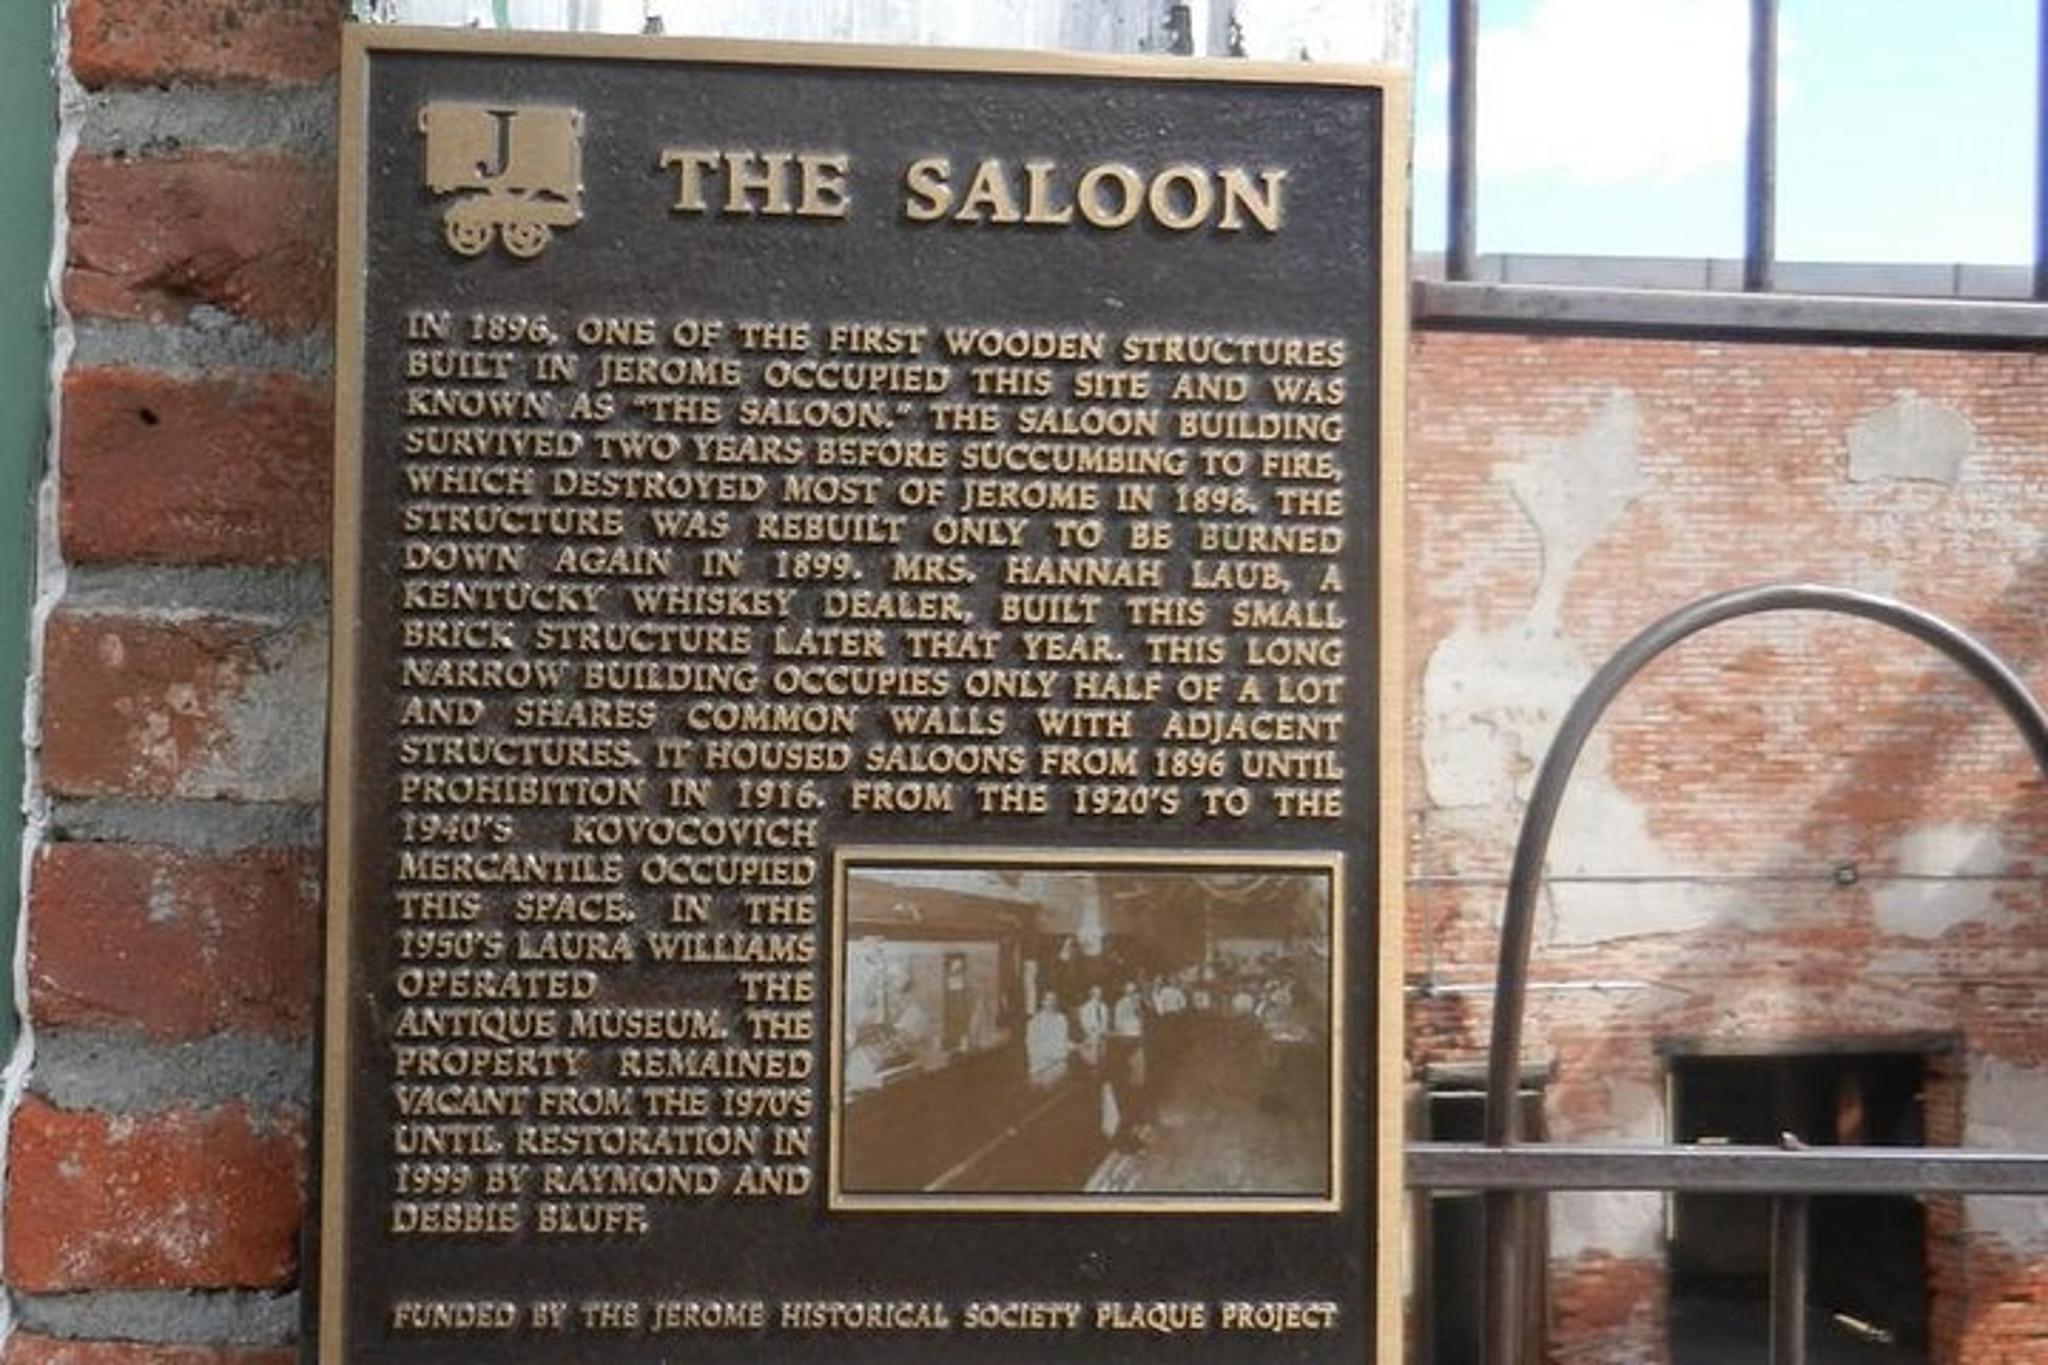 J
THE SALOON
IN 1896, ONE OF THE FIRST WOODEN STRUCTURES
BUILT IN JEROME OCCUPIED THIS SITE AND WAS
KNOWN AS "THE SALOON." THE SALOON BUILDING
SURVIVED TWO YEARS BEFORE SUCCUMBING TO FIRE,
WHICH DESTROYED MOST OF JEROME IN 1898. THE
STRUCTURE WAS REBUILT ONLY TO BE BURNED
DOWN AGAIN IN 1899. MRS. HANNAH LAUB, A
KENTUCKY WHISKEY DEALER, BUILT THIS SMALL
BRICK STRUCTURE LATER THAT YEAR. THIS LONG
NARROW BUILDING OCCUPIES ONLY HALF OF A LOT
AND SHARES COMMON WALLS WITH ADJACENT
STRUCTURES. IT HOUSED SALOONS FROM 1896 UNTIL
PROHIBITION IN 1916. FROM THE 1920'S TO THE
1940'S KOVOCOVICH
MERCANTILE OCCUPIED
THIS SPACE. IN THE
1950'S LAURA WILLIAMS
OPERATED THE
ANTIQUE MUSEUM. THE
PROPERTY REMAINED
VACANT FROM THE 1970'S
UNTIL RESTORATION IN
1999 BY RAYMOND AND
DEBBIE BLUFF.
FUNDED BY THE JEROME HISTORICAL SOCIETY PLAQUE PROJECT